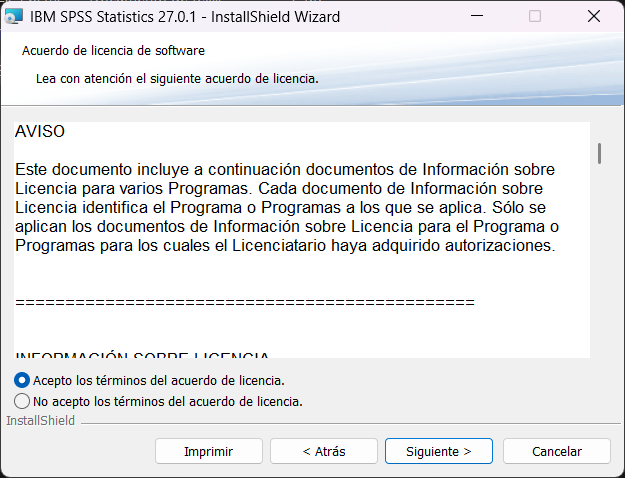 IBM SPSS Statistics 27.0.1 - InstallShield Wizard
Acuerdo de licencia de software
Lea con atención el siguiente acuerdo de licencia.
AVISO
Este documento incluye a continuación documentos de Información sobre
Licencia para varios Programas. Cada documento de Información sobre
Licencia identifica el Programa o Programas a los que se aplica. Sólo se
aplican los documentos de Información sobre Licencia para el Programa o
Programas para los cuales el Licenciatario haya adquirido autorizaciones.
==============================================
INFORMACIÓN SOBRE LICENCIA
Acepto los términos del acuerdo de licencia.
No acepto los términos del acuerdo de licencia.
InstallShield
Imprimir
< Atrás
Siguiente >
Cancelar